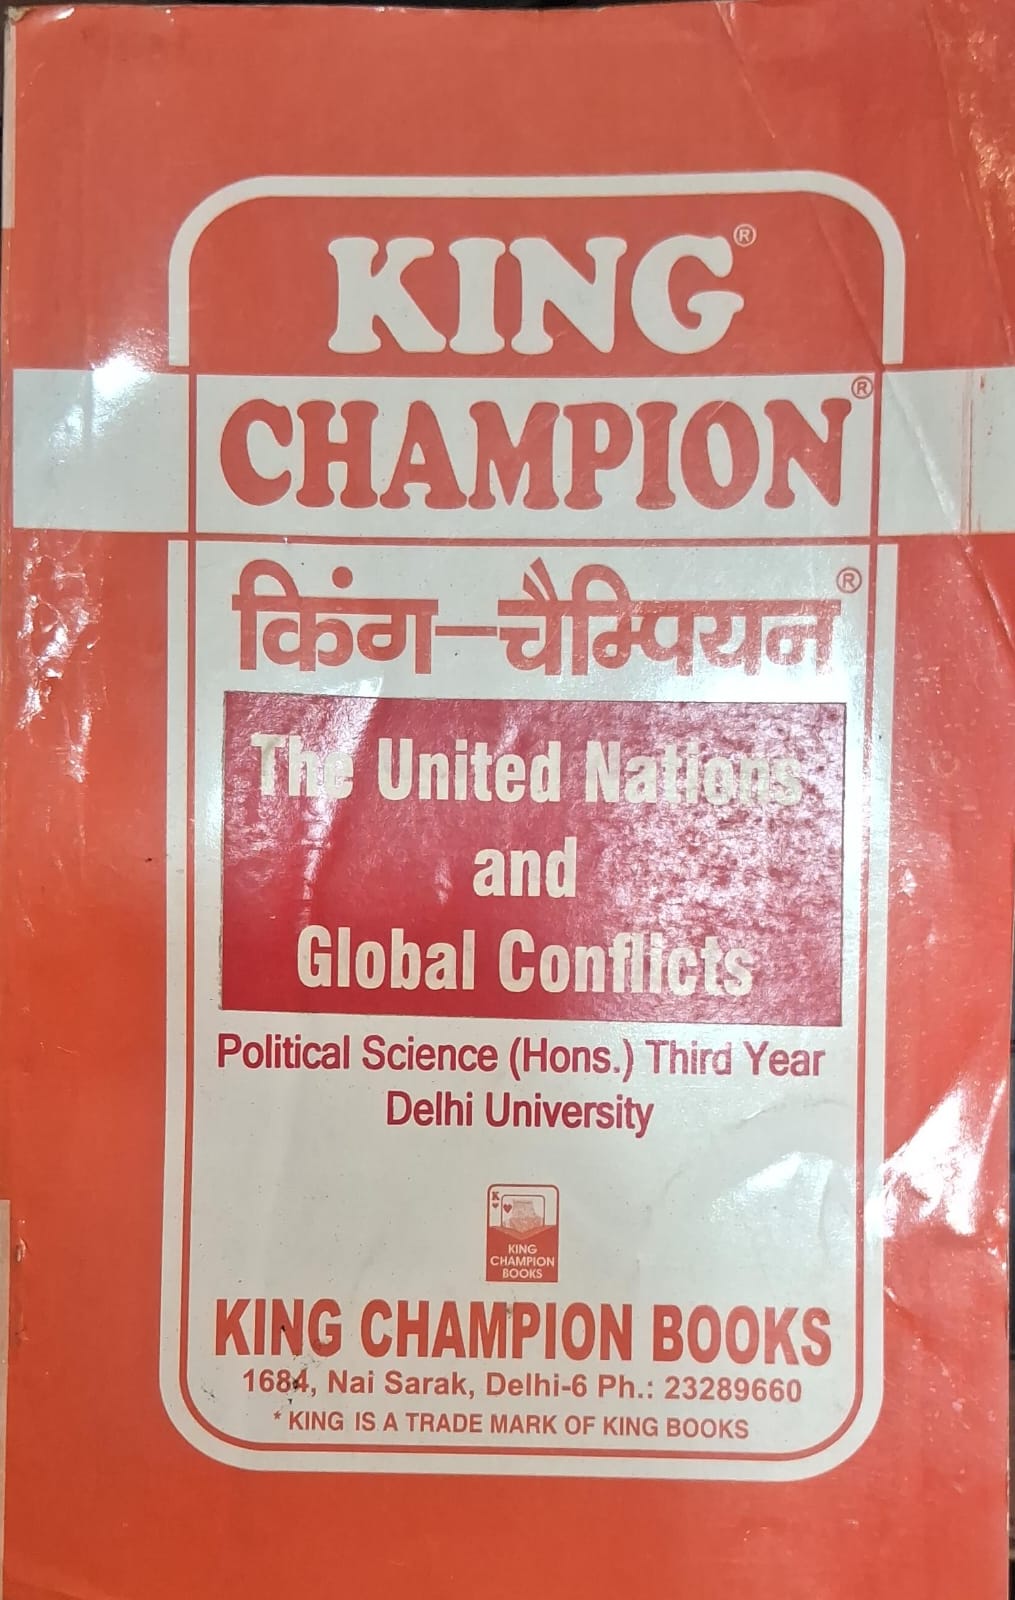 KING®
CHAMPION®
किंग-चैम्पियन®
The United Nations
and
Global Conflicts
Political Science (Hons.) Third Year
Delhi University
K
KING
CHAMPION
BOOKS
KING CHAMPION BOOKS
1684, Nai Sarak, Delhi-6 Ph.: 23289660
* KING IS A TRADE MARK OF KING BOOKS